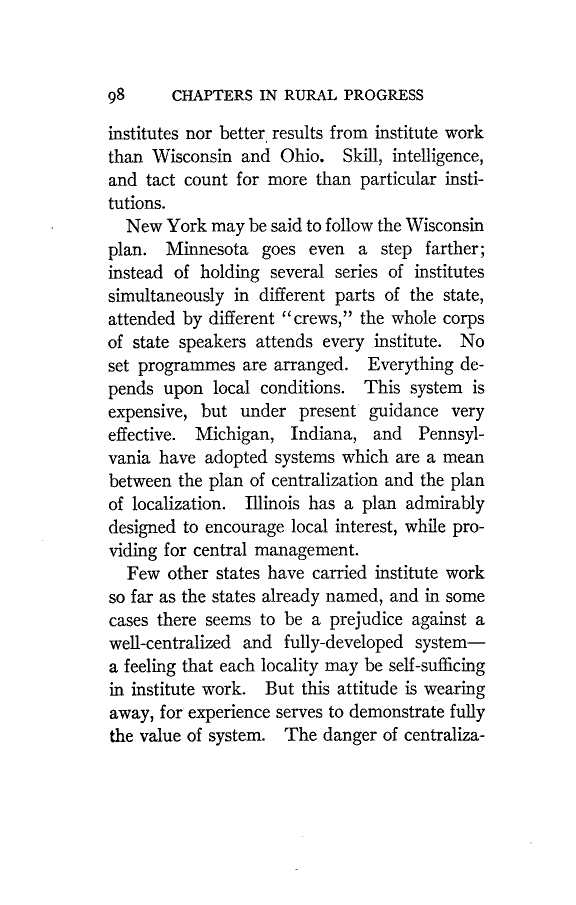 98 CHAPTERS IN RURAL PROGRESS
institutes nor better results from institute work
than Wisconsin and Ohio. Skill, intelligence,
and tact count for more than particular insti-
tutions.
New York may be said to follow the Wisconsin
plan. Minnesota goes even a step farther;
instead of holding several series of institutes
simultaneously in different parts of the state,
attended by different "crews," the whole corps
of state speakers attends every institute. No
set programmes are arranged. Everything de-
pends upon local conditions. This system is
expensive, but under present guidance very
effective. Michigan, Indiana, and Pennsyl-
vania have adopted systems which are a mean
between the plan of centralization and the plan
of localization. Illinois has a plan admirably
designed to encourage local interest, while pro-
viding for central management.
Few other states have carried institute work
so far as the states already named, and in some
cases there seems to be a prejudice against a
well-centralized and fully-developed system—
a feeling that each locality may be self-sufficing
in institute work. But this attitude is wearing
away, for experience serves to demonstrate fully
the value of system. The danger of centraliza-